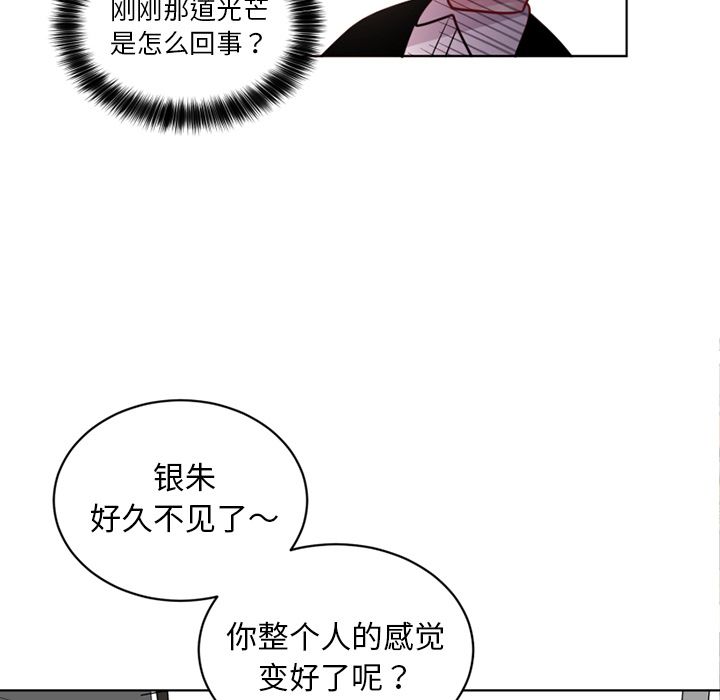 刚刚那道光芒
是怎么回事？
银朱
好久不见了～
你整个人的感觉
变好了呢？